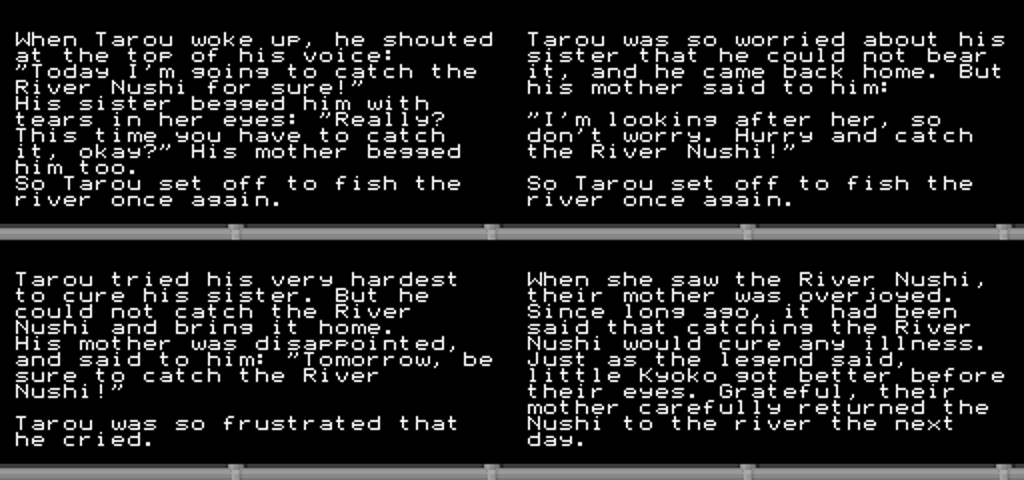 When Tarou woke up, he shouted
at the top of his voice:
"Today I'm going to catch the
River Nushi for sure!"
His sister begged him with
tears in her eyes: "Really?
This time you have to catch
it, okay?" His mother begged
him too.
So Tarou set off to fish the
river once again.
Tarou was so worried about his
sister that he could not bear
it, and he came back home. But
his mother said to him:
"I'm looking after her, so
don't worry. Hurry and catch
the River Nushi!"
So Tarou set off to fish the
river once again.
Tarou tried his very hardest
to cure his sister. But he
could not catch the River
Nushi and bring it home.
His mother was disappointed,
and said to him: "Tomorrow, be
sure to catch the River
Nushi!"
Tarou was so frustrated that
he cried.
When she saw the River Nushi,
their mother was overjoyed.
Since long ago, it had been
said that catching the River
Nushi would cure any illness.
Just as the legend said,
little Kyoko got better before
their eyes. Grateful, their
mother carefully returned the
Nushi to the river the next
day.